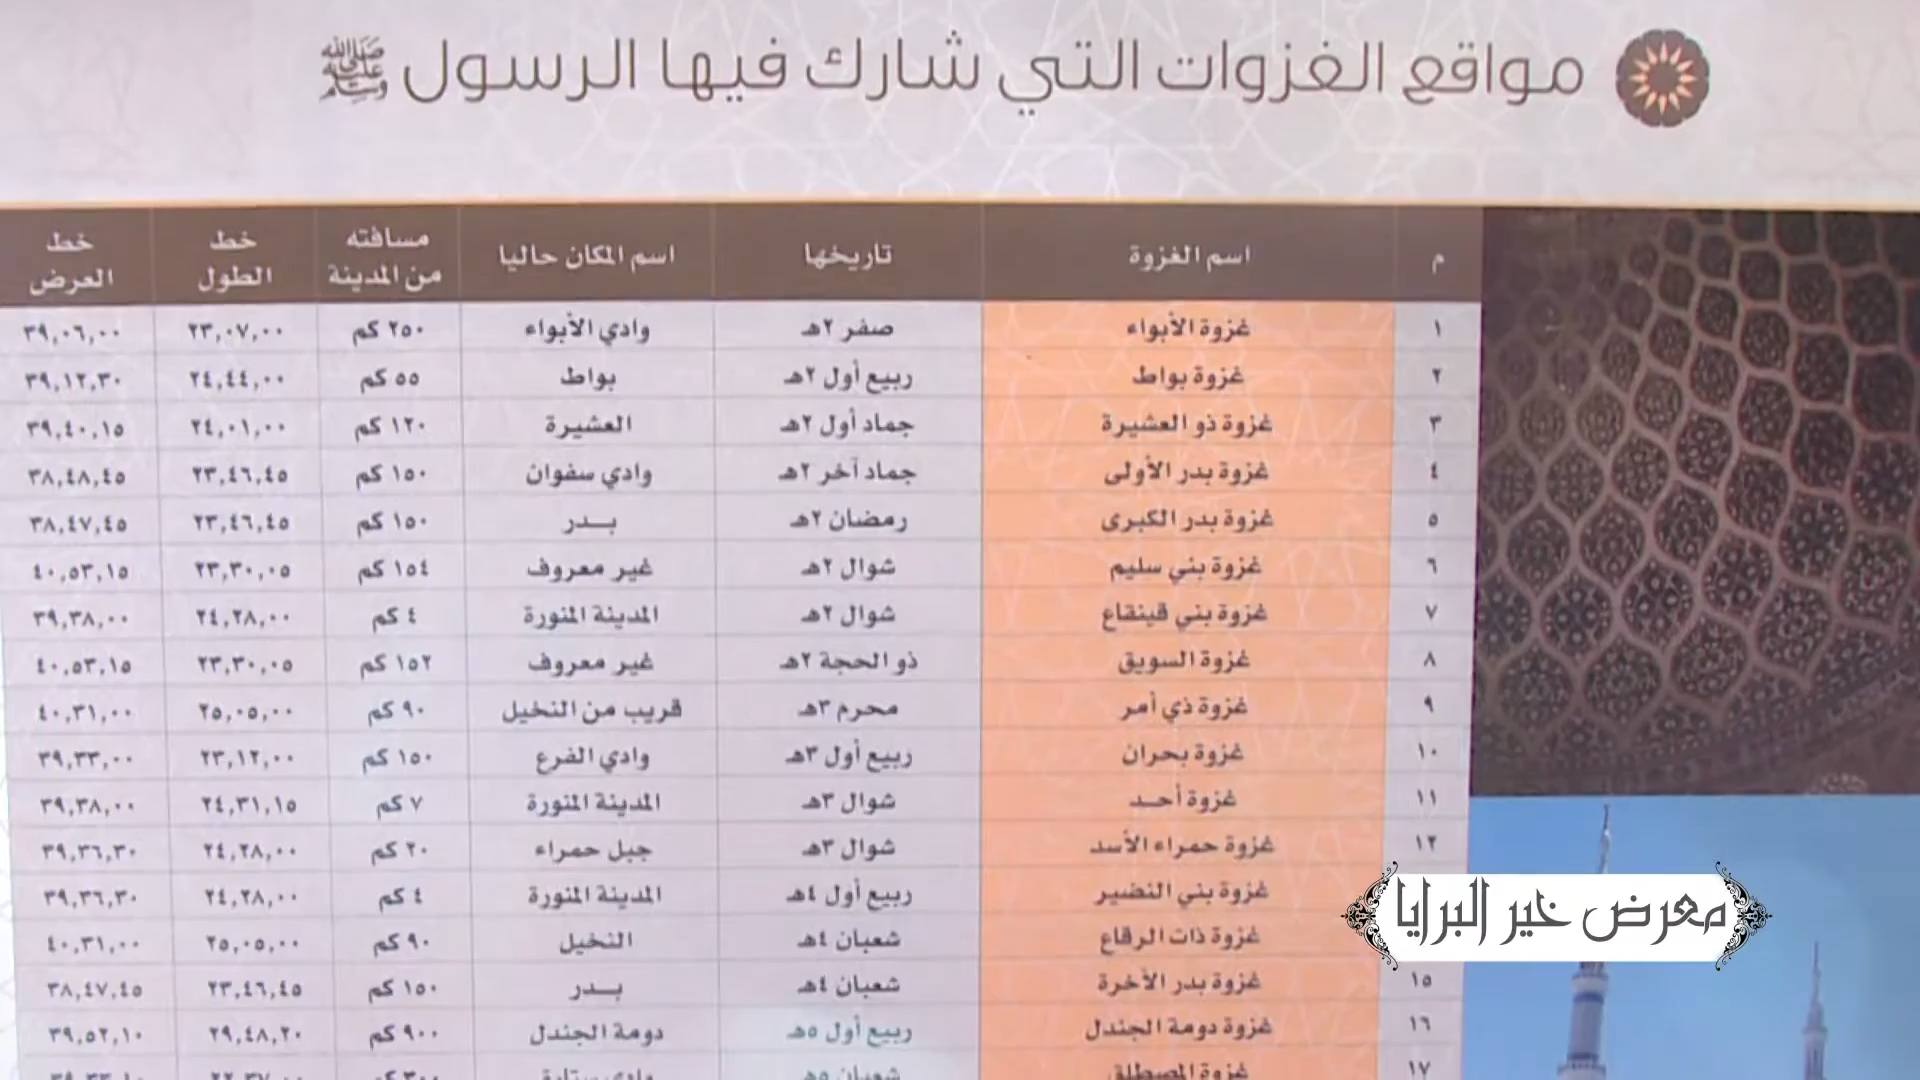 مواقع الغزوات التي شارك فيها الرسول ﷺ
م اسم الغزوة تاريخها اسم المكان حاليا مسافته من المدينة خط الطول خط العرض
١ غزوة الأبواء صفر ٢هـ وادي الأبواء ٢٥٠ كم ٢٣,٠٧,٠٠ ٣٩,٠٦,٠٠
٢ غزوة بواط ربيع أول ٢هـ بواط ٥٥ كم ٢٤,٤٤,٠٠ ٣٩,١٢,٣٠
٣ غزوة ذو العشيرة جماد أول ٢هـ العشيرة ١٢٠ كم ٢٤,٠١,٠٠ ٣٩,٤٠,١٥
٤ غزوة بدر الأولى جماد آخر ٢هـ وادي سفوان ١٥٠ كم ٢٣,٤٦,٤٥ ٣٨,٤٨,٤٥
٥ غزوة بدر الكبرى رمضان ٢هـ بــدر ١٥٠ كم ٢٣,٤٦,٤٥ ٣٨,٤٧,٤٥
٦ غزوة بني سليم شوال ٢هـ غير معروف ١٥٤ كم ٢٣,٣٠,٠٥ ٤٠,٥٣,١٥
٧ غزوة بني قينقاع شوال ٢هـ المدينة المنورة ٤ كم ٢٤,٢٨,٠٠ ٣٩,٣٨,٠٠
٨ غزوة السويق ذو الحجة ٢هـ غير معروف ١٥٢ كم ٢٣,٣٠,٠٥ ٤٠,٥٣,١٥
٩ غزوة ذي أمر محرم ٣هـ قريب من النخيل ٩٠ كم ٢٥,٠٥,٠٠ ٤٠,٣١,٠٠
١٠ غزوة بحران ربيع أول ٣هـ وادي الفرع ١٥٠ كم ٢٣,١٢,٠٠ ٣٩,٣٣,٠٠
١١ غزوة أحــد شوال ٣هـ المدينة المنورة ٧ كم ٢٤,٣١,١٥ ٣٩,٣٨,٠٠
١٢ غزوة حمراء الأسد شوال ٣هـ جبل حمراء ٢٠ كم ٢٤,٢٨,٠٠ ٣٩,٣٦,٣٠
غزوة بني النضير ربيع أول ٤هـ المدينة المنورة ٤ كم ٢٤,٢٨,٠٠ ٣٩,٣٦,٣٠
غزوة ذات الرقاع شعبان ٤هـ النخيل ٩٠ كم ٢٥,٠٥,٠٠ ٤٠,٣١,٠٠
١٥ غزوة بدر الآخرة شعبان ٤هـ بــدر ١٥٠ كم ٢٣,٤٦,٤٥ ٣٨,٤٧,٤٥
١٦ غزوة دومة الجندل ربيع أول ٥هـ دومة الجندل ٩٠٠ كم ٢٩,٤٨,٢٠ ٣٩,٥٢,١٠
١٧ غزوة المصطلق شعبان ٥هـ
معرض خير البرايا